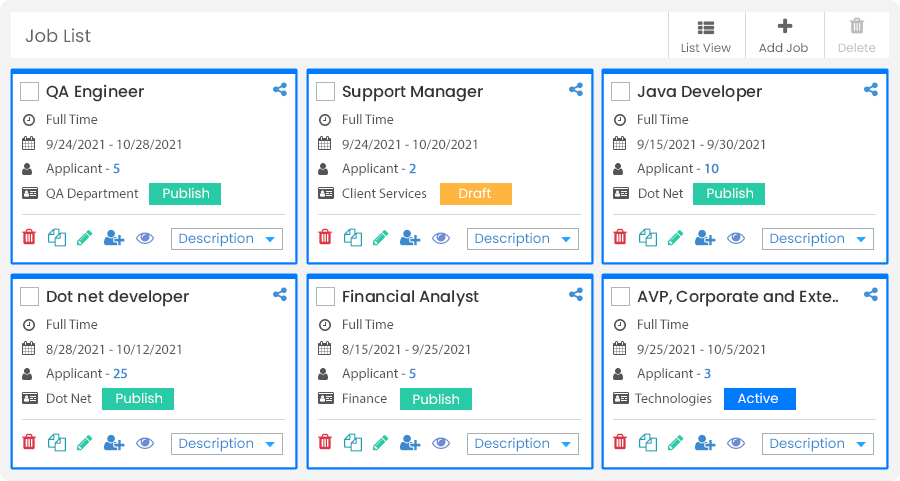 Job List
List View
Add Job
Delete
QA Engineer
Full Time
9/24/2021 - 10/28/2021
Applicant - 5
QA Department Publish
Description
Support Manager
Full Time
9/24/2021 - 10/20/2021
Applicant - 2
Client Services Draft
Description
Java Developer
Full Time
9/15/2021 - 9/30/2021
Applicant - 10
Dot Net Publish
Description
Dot net developer
Full Time
8/28/2021 - 10/12/2021
Applicant - 25
Dot Net Publish
Description
Financial Analyst
Full Time
8/15/2021 - 9/25/2021
Applicant - 5
Finance Publish
Description
AVP, Corporate and Exte..
Full Time
9/25/2021 - 10/5/2021
Applicant - 3
Technologies Active
Description